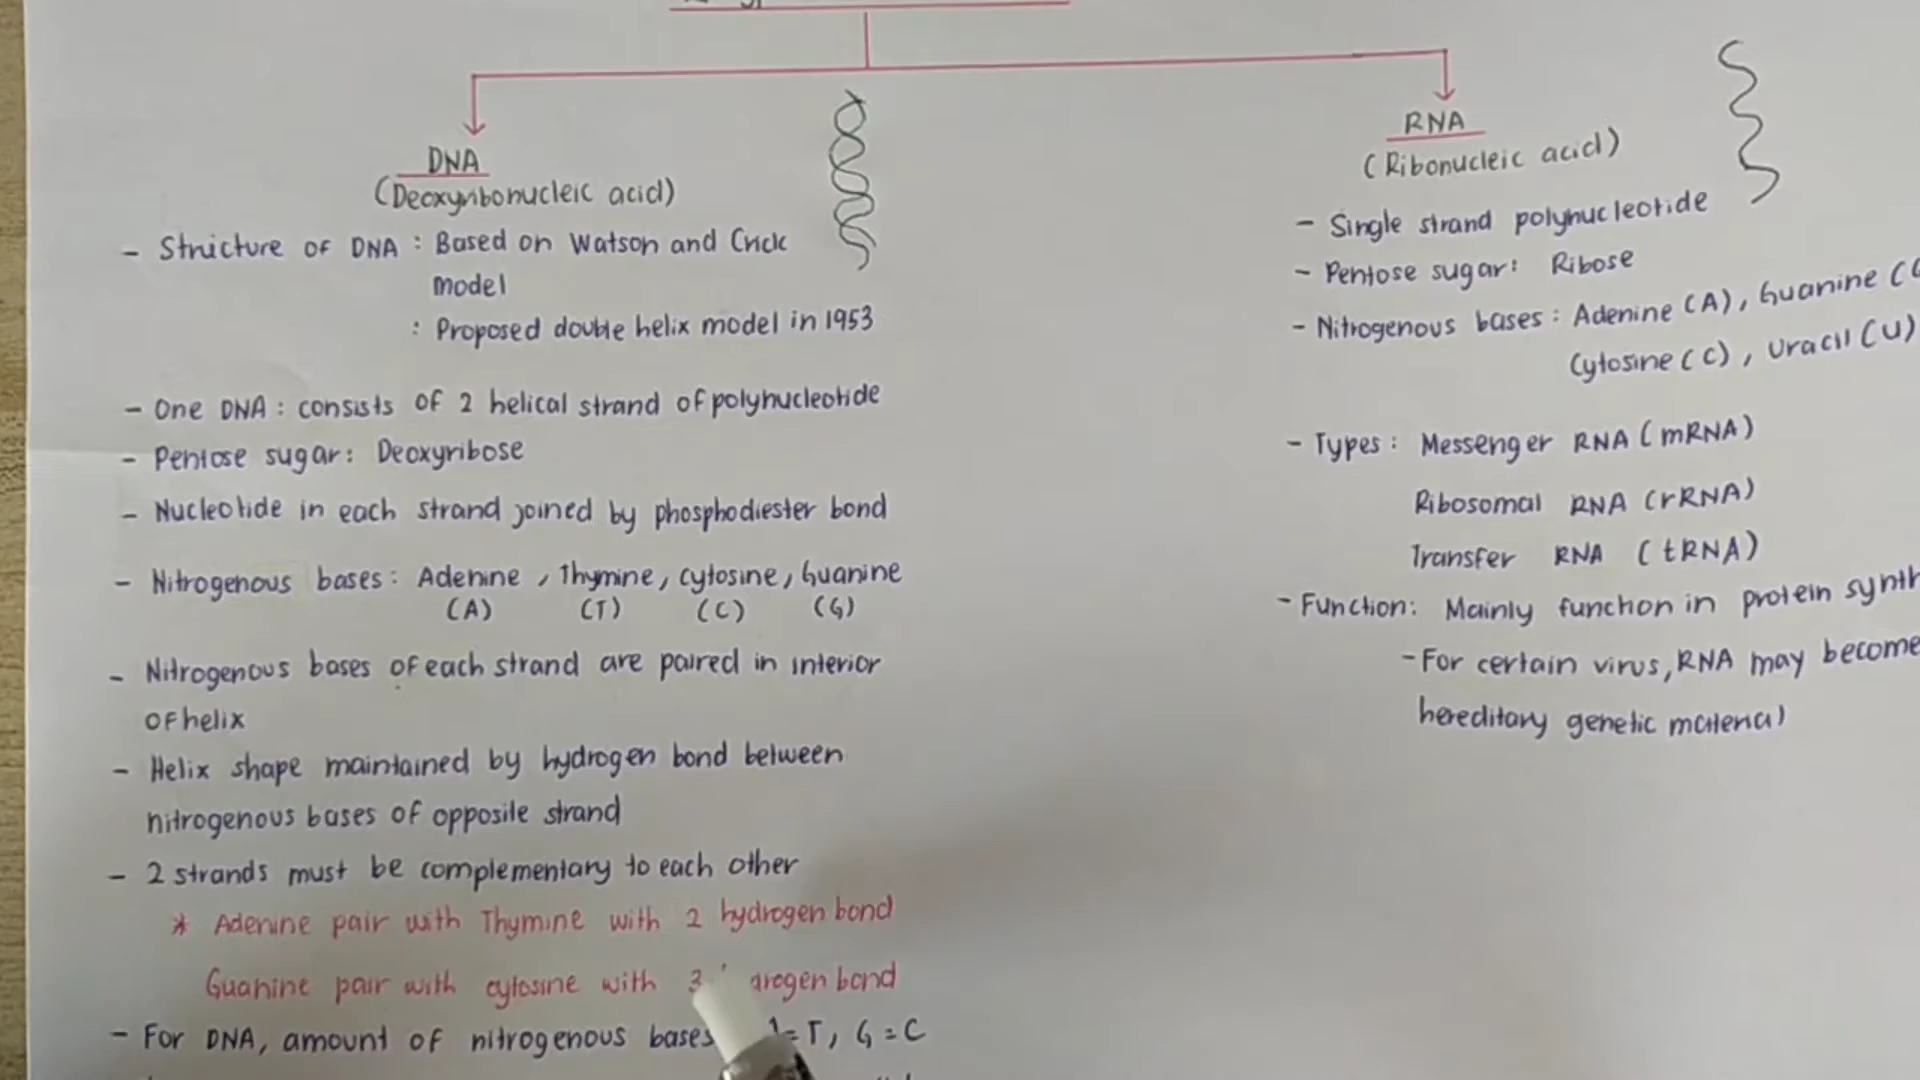 DNA
(Deoxyribonucleic acid)
- Structure of DNA : Based on Watson and Crick
model
: Proposed double helix model in 1953
- One DNA : consists of 2 helical strand of polynucleotide
- Pentose sugar : Deoxyribose
- Nucleotide in each strand joined by phosphodiester bond
- Nitrogenous bases : Adenine , Thymine, cytosine, Guanine
(A) (T) (C) (G)
- Nitrogenous bases of each strand are paired in interior
of helix
- Helix shape maintained by hydrogen bond between
nitrogenous bases of opposite strand
- 2 strands must be complementary to each other
* Adenine pair with Thymine with 2 hydrogen bond
Guanine pair with cytosine with 3 bond
- For DNA, amount of nitrogenous bases =T, G = C
RNA
(Ribonucleic acid)
- Single strand polynucleotide
- Pentose sugar : Ribose
- Nitrogenous bases : Adenine (A), Guanine
Cytosine (C) , Uracil (U)
- Types : Messenger RNA (mRNA)
Ribosomal RNA (rRNA)
Transfer RNA (tRNA)
- Function : Mainly function in protein
- For certain virus, RNA may become
hereditary genetic material